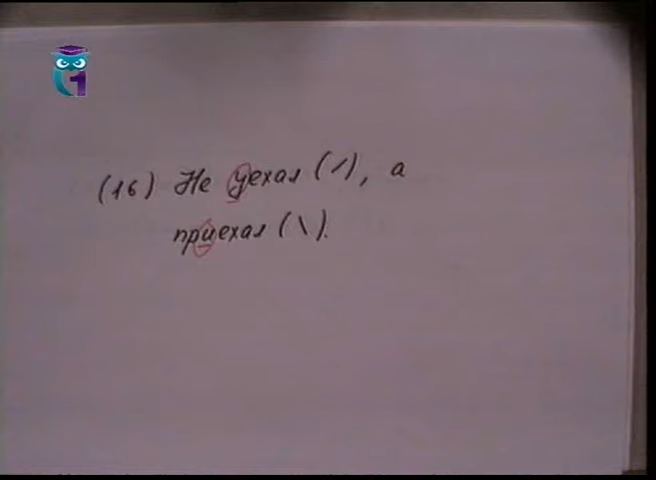 (16) Не уехал (/), а
приехал (\).